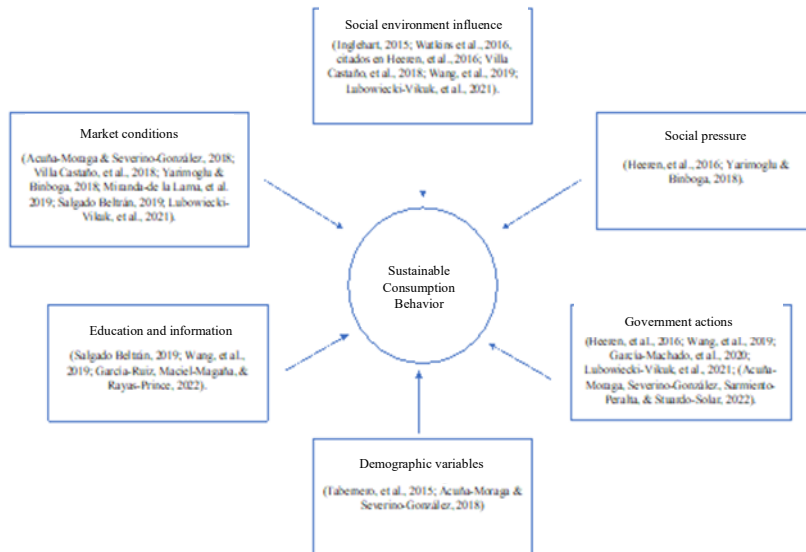 Social environment influence
(Inglehart, 2015; Watkins et al., 2016,
citados en Heeren, et al., 2016; Villa
Castaño, et al., 2018; Wang, et al., 2019;
Lubowiecki-Vikuk, et al., 2021).
Market conditions
(Acuña-Moraga & Severino-González, 2018;
Villa Castaño, et al., 2018; Yarimoglu &
Binboga, 2018; Miranda-de la Lama, et al.
2019; Salgado Beltrán, 2019; Lubowiecki-
Vikuk, et al., 2021).
Social pressure
(Heeren, et al., 2016; Yarimoglu &
Binboga, 2018).
Sustainable
Consumption
Behavior
Education and information
(Salgado Beltrán, 2019; Wang, et al.,
2019; García-Ruiz, Maciel-Magaña, &
Rayas-Prince, 2022).
Government actions
(Heeren, et al., 2016; Wang, et al., 2019;
García-Machado, et al., 2020;
Lubowiecki-Vikuk, et al., 2021; (Acuña-
Moraga, Severino-González, Sarmiento-
Peralta, & Stuardo-Solar, 2022).
Demographic variables
(Tabernero, et al., 2015; Acuña-Moraga &
Severino-González, 2018)